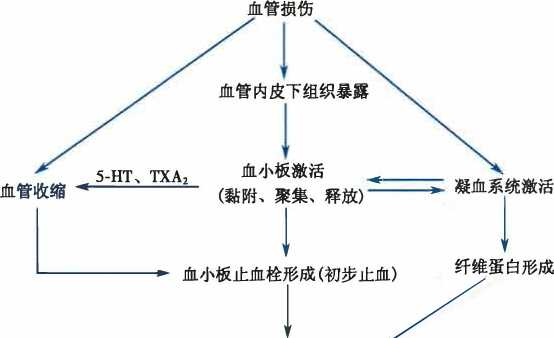 血管损伤
血管内皮下组织暴露
血小板激活
(黏附、聚集、释放)
5-HT、TXA₂
血管收缩
凝血系统激活
血小板止血栓形成(初步止血)
纤维蛋白形成